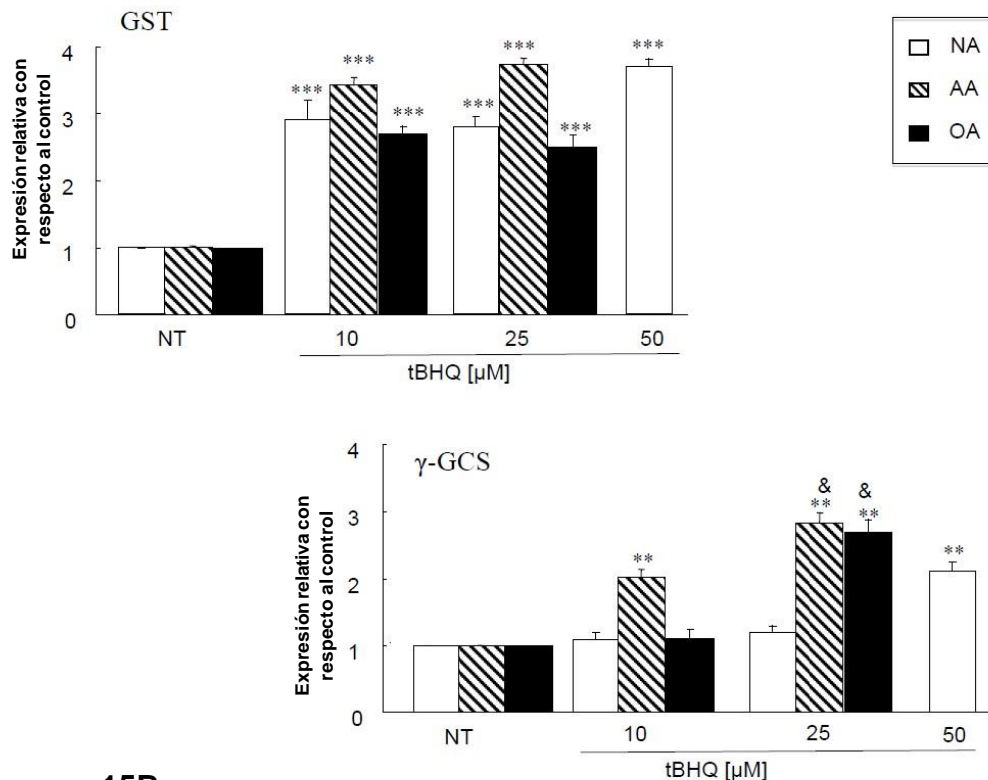 GST
NA
AA
OA
Expresión relativa con
respecto al control
4
3
2
1
0
***
***
***
***
***
***
***
NT
10
25
50
tBHQ [µM]
γ-GCS
Expresión relativa con
respecto al control
4
3
2
1
0
**
&
**
&
**
**
NT
10
25
50
tBHQ [µM]